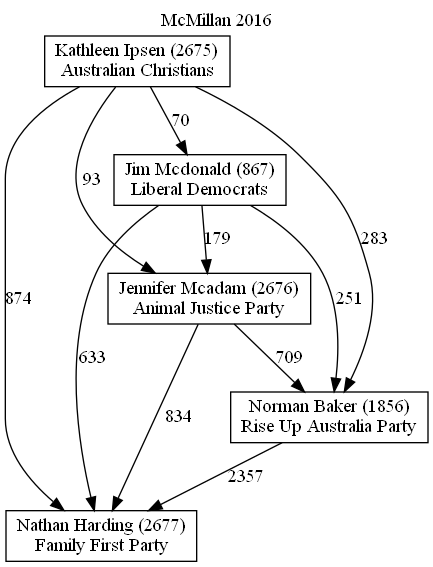 McMillan 2016
Kathleen Ipsen (2675)
Australian Christians
70
Jim Mcdonald (867)
Liberal Democrats
93
179
283
Jennifer Mcadam (2676)
Animal Justice Party
874
251
633
709
Norman Baker (1856)
Rise Up Australia Party
834
2357
Nathan Harding (2677)
Family First Party